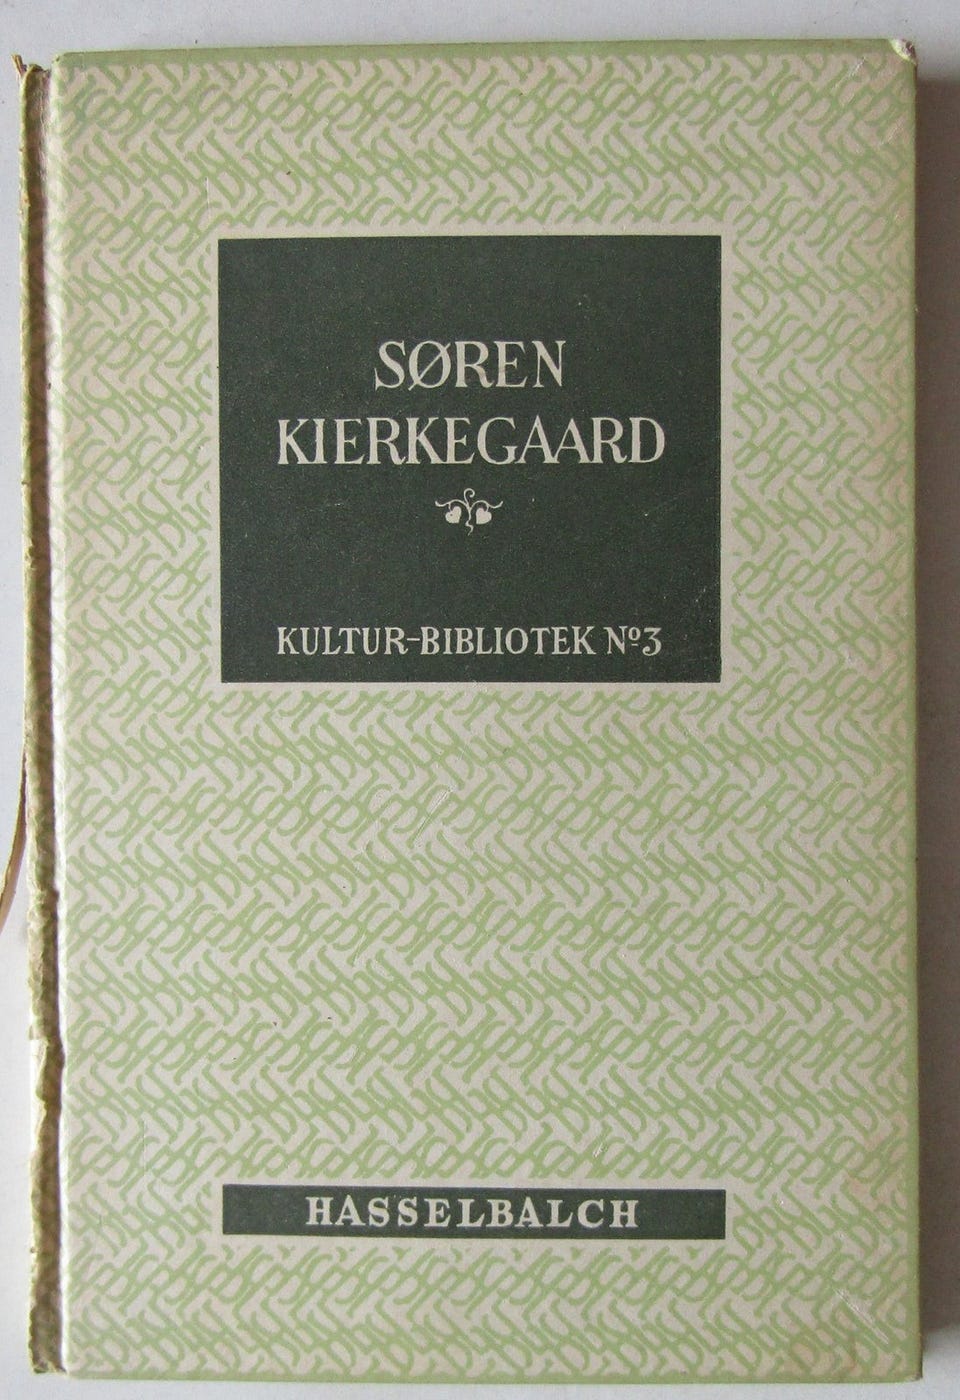 SØREN
KIERKEGAARD
KULTUR-BIBLIOTEK Nº3
HASSELBALCH